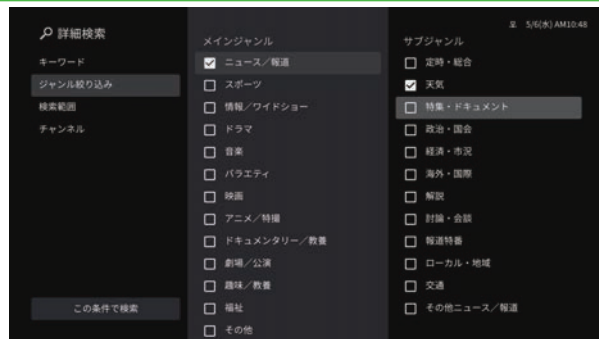 詳細検索
キーワード
ジャンル絞り込み
検索範囲
チャンネル
この条件で検索
メインジャンル
ニュース／報道
スポーツ
情報／ワイドショー
ドラマ
音楽
バラエティ
映画
アニメ／特撮
ドキュメンタリー／教養
劇場／公演
趣味／教養
福祉
その他
5/6(水) AM10:48
サブジャンル
定時・総合
天気
特集・ドキュメント
政治・国会
経済・市況
海外・国際
解説
討論・会談
報道特番
ローカル・地域
交通
その他ニュース／報道